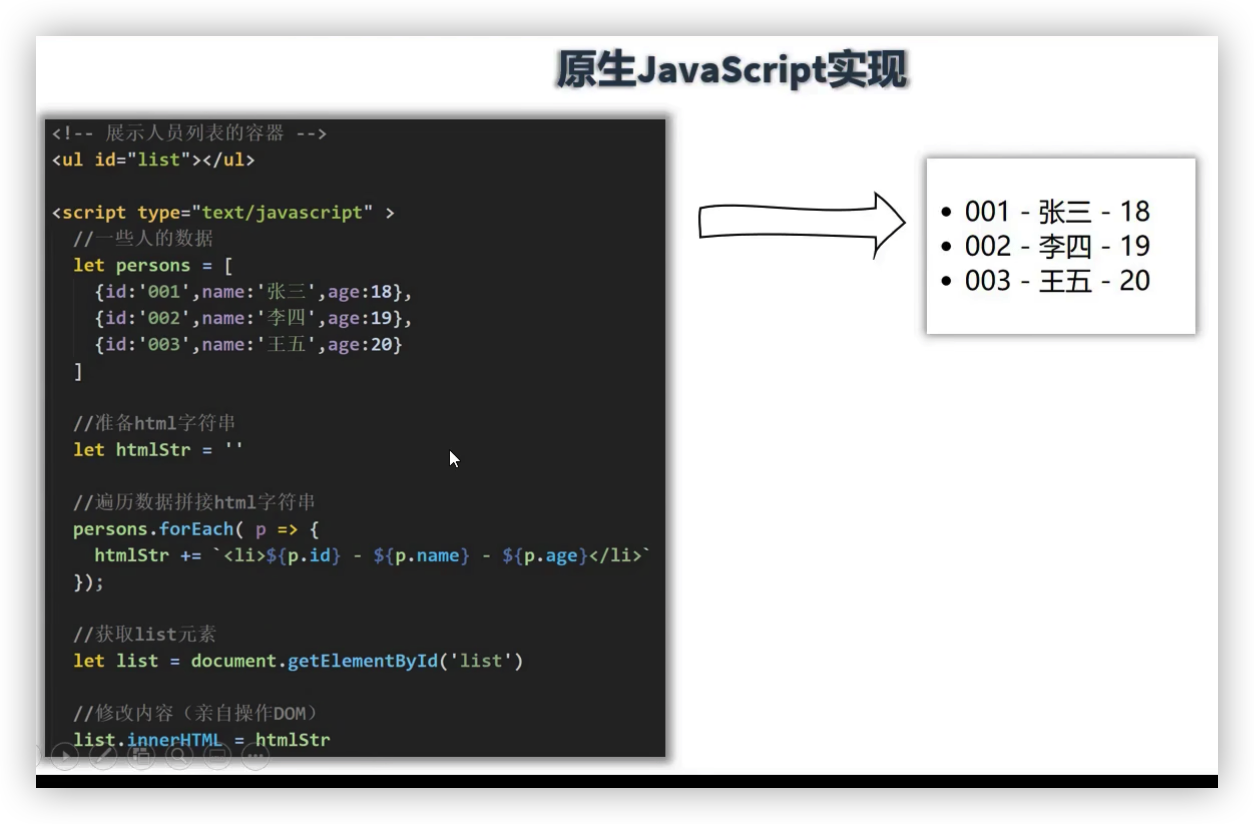 原生JavaScript实现
<!-- 展示人员列表的容器 -->
<ul id="list"></ul>
<script type="text/javascript" >
//一些人的数据
let persons = [
{id:'001',name:'张三',age:18},
{id:'002',name:'李四',age:19},
{id:'003',name:'王五',age:20}
]
//准备html字符串
let htmlStr = ''
//遍历数据拼接html字符串
persons.forEach( p => {
htmlStr += `<li>${p.id} - ${p.name} - ${p.age}</li>`
});
//获取list元素
let list = document.getElementById('list')
//修改内容（亲自操作DOM）
list.innerHTML = htmlStr
• 001 - 张三 - 18
• 002 - 李四 - 19
• 003 - 王五 - 20